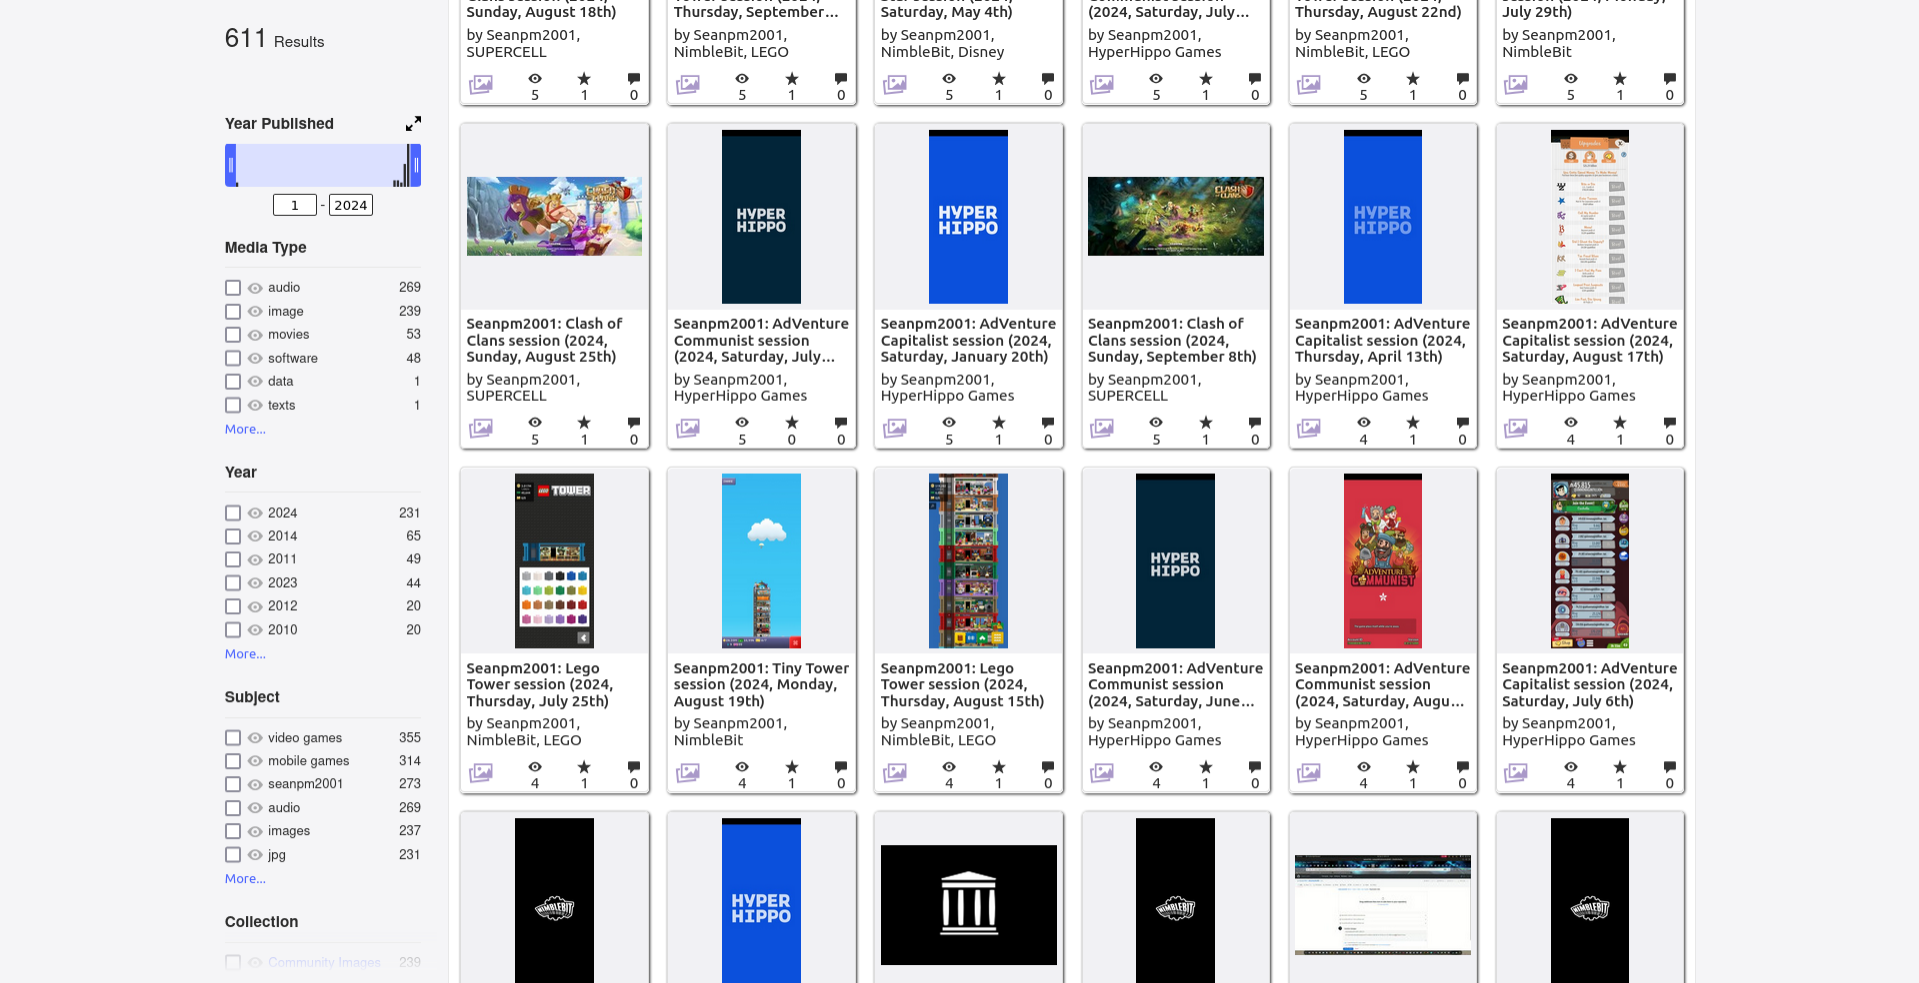 611 Results
Year Published
1 - 2024
Media Type
audio 269
image 239
movies 53
software 48
data 1
texts 1
More...
Year
2024 231
2014 65
2011 49
2023 44
2012 20
2010 20
More...
Subject
video games 355
mobile games 314
seanpm2001 273
audio 269
images 237
jpg 231
More...
Collection
Community Images 239
Sunday, August 18th)
by Seanpm2001,
SUPERCELL
5 1 0
Thursday, September...
by Seanpm2001,
NimbleBit, LEGO
5 1 0
Saturday, May 4th)
by Seanpm2001,
NimbleBit, Disney
5 1 0
(2024, Saturday, July...
by Seanpm2001,
HyperHippo Games
5 1 0
Thursday, August 22nd)
by Seanpm2001,
NimbleBit, LEGO
5 1 0
July 29th)
by Seanpm2001,
NimbleBit
5 1 0
CLASH OF CLANS
Seanpm2001: Clash of
Clans session (2024,
Sunday, August 25th)
by Seanpm2001,
SUPERCELL
5 1 0
HYPER
HIPPO
Seanpm2001: AdVenture
Communist session
(2024, Saturday, July...
by Seanpm2001,
HyperHippo Games
5 0 0
HYPER
HIPPO
Seanpm2001: AdVenture
Capitalist session (2024,
Saturday, January 20th)
by Seanpm2001,
HyperHippo Games
5 1 0
CLASH OF CLANS
Seanpm2001: Clash of
Clans session (2024,
Sunday, September 8th)
by Seanpm2001,
SUPERCELL
5 1 0
HYPER
HIPPO
Seanpm2001: AdVenture
Capitalist session (2024,
Thursday, April 13th)
by Seanpm2001,
HyperHippo Games
4 1 0
Upgrades
Seanpm2001: AdVenture
Capitalist session (2024,
Saturday, August 17th)
by Seanpm2001,
HyperHippo Games
4 1 0
LEGO TOWER
Seanpm2001: Lego
Tower session (2024,
Thursday, July 25th)
by Seanpm2001,
NimbleBit, LEGO
4 1 0
Seanpm2001: Tiny Tower
session (2024, Monday,
August 19th)
by Seanpm2001,
NimbleBit
4 1 0
Seanpm2001: Lego
Tower session (2024,
Thursday, August 15th)
by Seanpm2001,
NimbleBit, LEGO
4 1 0
HYPER
HIPPO
Seanpm2001: AdVenture
Communist session
(2024, Saturday, June...
by Seanpm2001,
HyperHippo Games
4 1 0
ADVENTURE
COMMUNIST
Seanpm2001: AdVenture
Communist session
(2024, Saturday, Augu...
by Seanpm2001,
HyperHippo Games
4 1 0
Seanpm2001: AdVenture
Capitalist session (2024,
Saturday, July 6th)
by Seanpm2001,
HyperHippo Games
4 1 0
NIMBLEBIT
HYPER
HIPPO
NIMBLEBIT
NIMBLEBIT